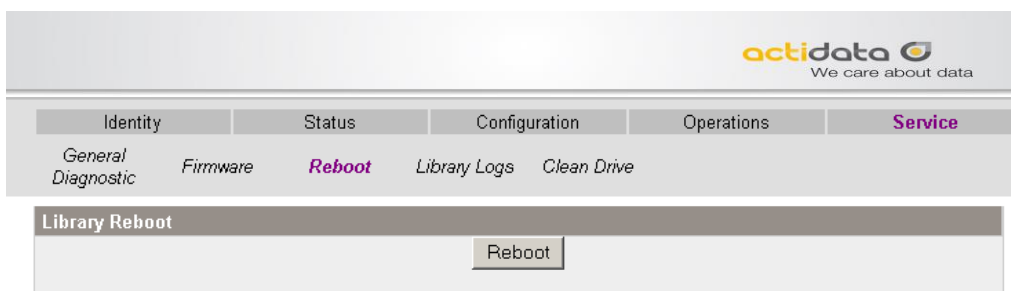 actidata
We care about data
Identity Status Configuration Operations Service
General Diagnostic Firmware Reboot Library Logs Clean Drive
Library Reboot
Reboot